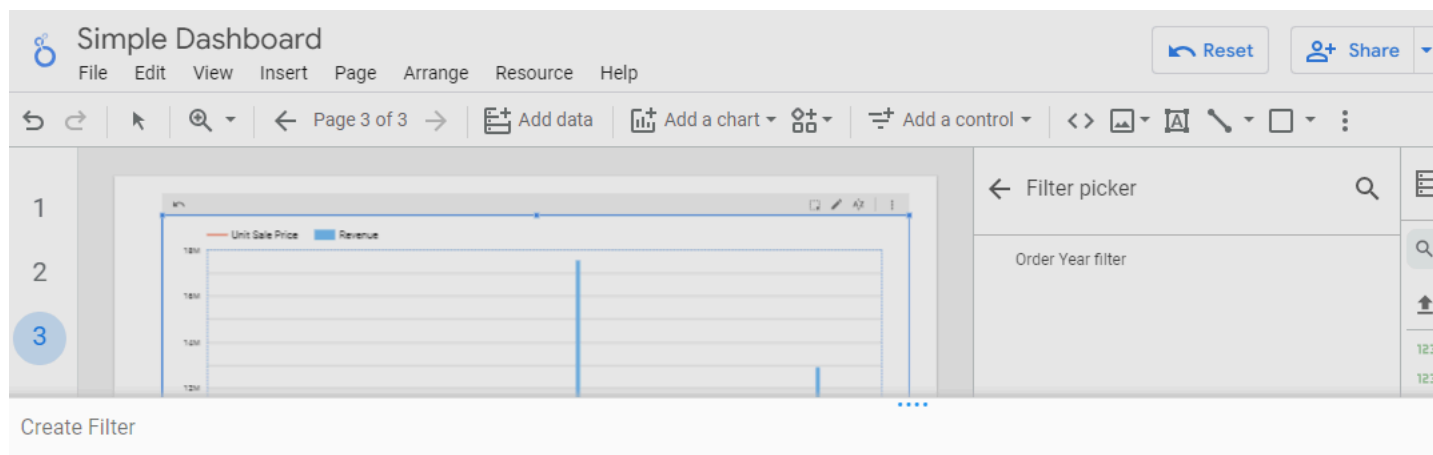 Simple Dashboard
Reset
Share
File Edit View Insert Page Arrange Resource Help
Page 3 of 3 Add data Add a chart Add a control
1
2
3
Unit Sale Price Revenue
18M
16M
14M
12M
Filter picker
Order Year filter
123
123
Create Filter